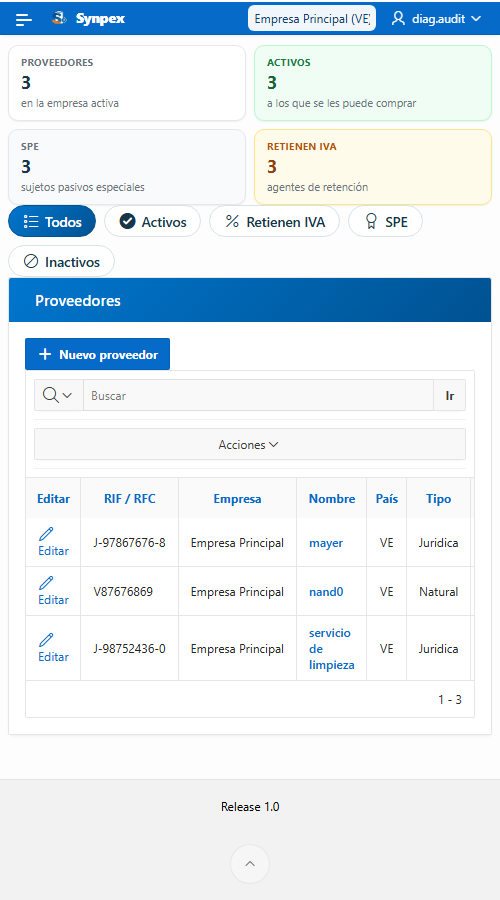 Synpex
Empresa Principal (VE)
diag.audit
PROVEEDORES
3
en la empresa activa
ACTIVOS
3
a los que se les puede comprar
SPE
3
sujetos pasivos especiales
RETIENEN IVA
3
agentes de retención
Todos
Activos
Retienen IVA
SPE
Inactivos
Proveedores
Nuevo proveedor
Buscar
Ir
Acciones
Editar RIF / RFC Empresa Nombre País Tipo
Editar J-97867676-8 Empresa Principal mayer VE Juridica
Editar V87676869 Empresa Principal nand0 VE Natural
Editar J-98752436-0 Empresa Principal servicio de limpieza VE Juridica
1 - 3
Release 1.0